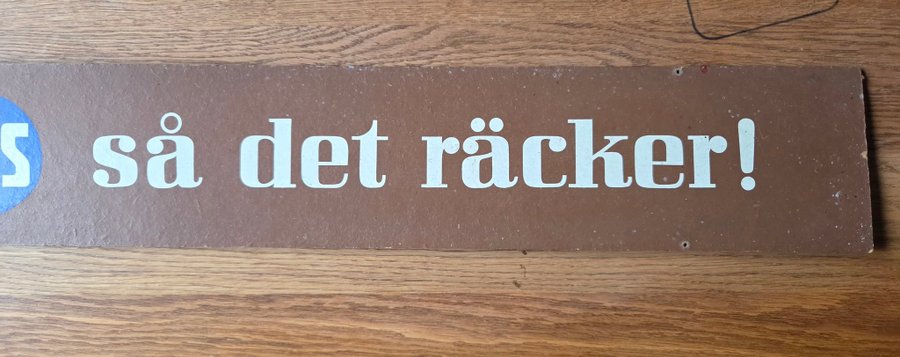 S så det räcker!